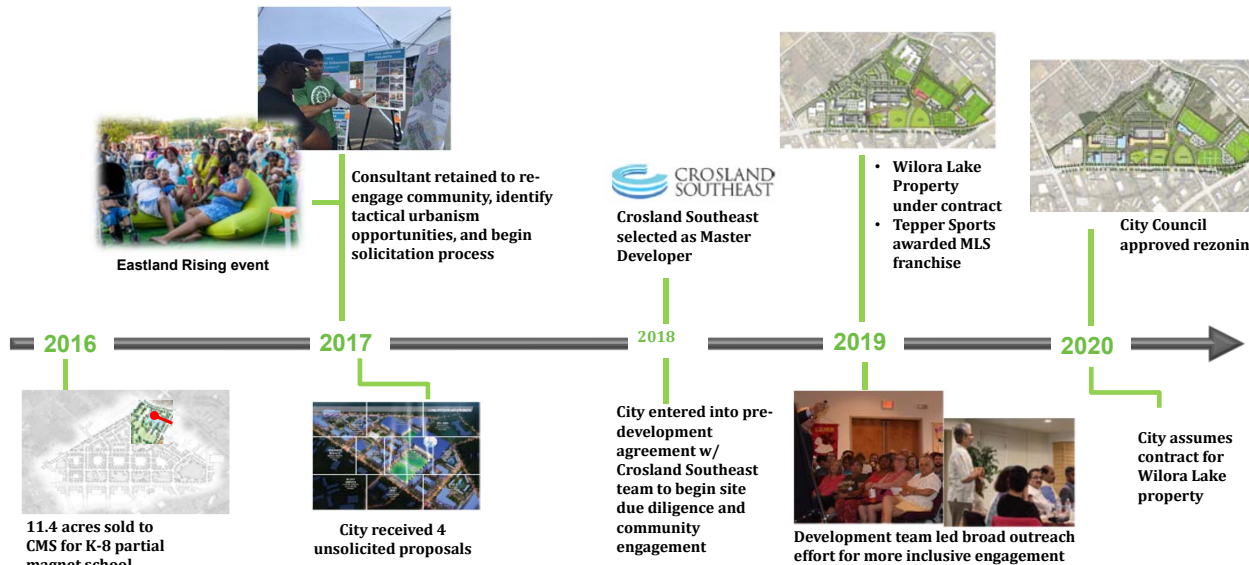 Eastland Rising event
Consultant retained to re-
engage community, identify
tactical urbanism
opportunities, and begin
solicitation process
CROSLAND
SOUTHEAST
Crosland Southeast
selected as Master
Developer
• Wilora Lake
Property
under contract
• Tepper Sports
awarded MLS
franchise
City Council
approved rezonin
2016
2017
2018
2019
2020
11.4 acres sold to
CMS for K-8 partial
magnet school
City received 4
unsolicited proposals
City entered into pre-
development
agreement w/
Crosland Southeast
team to begin site
due diligence and
community
engagement
Development team led broad outreach
effort for more inclusive engagement
City assumes
contract for
Wilora Lake
property